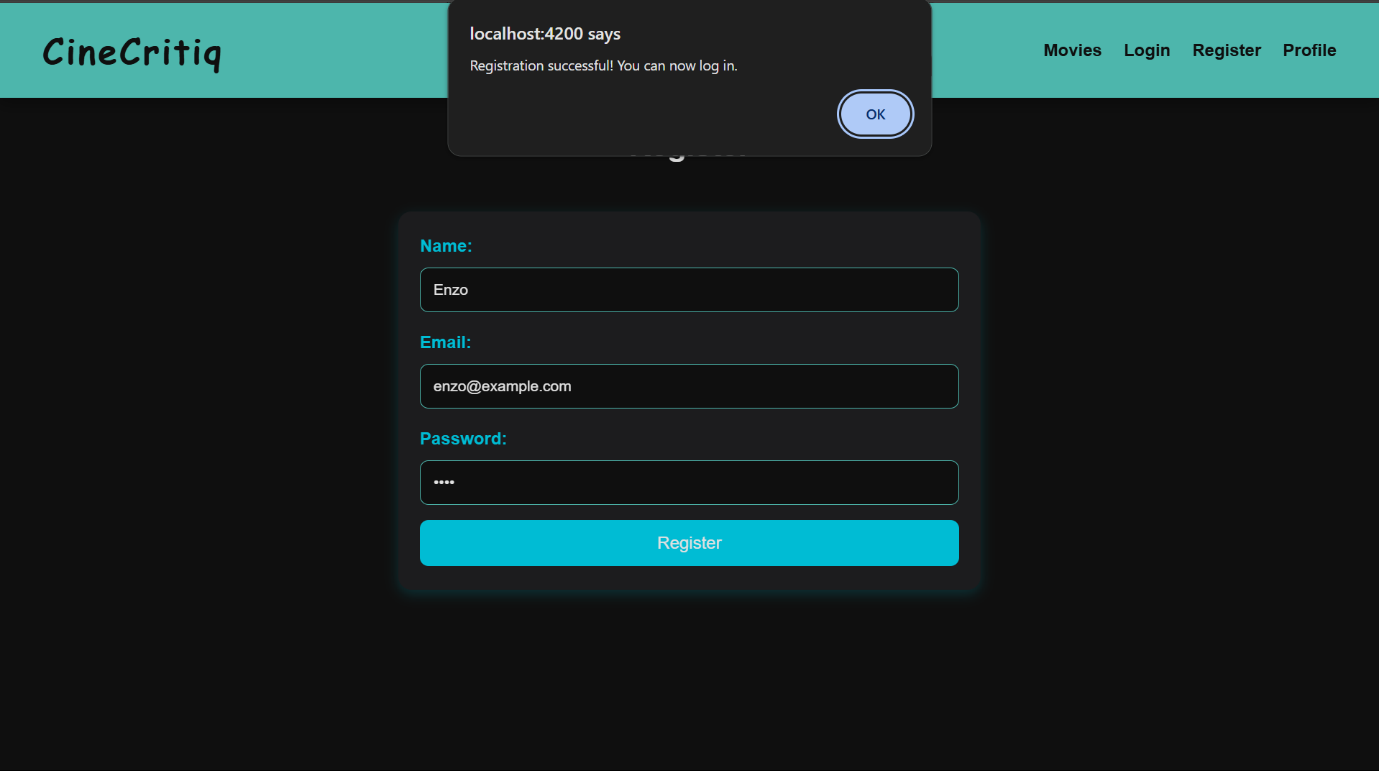 CineCritiq
Movies Login Register Profile
localhost:4200 says
Registration successful! You can now log in.
OK
Name:
Enzo
Email:
enzo@example.com
Password:
••••
Register